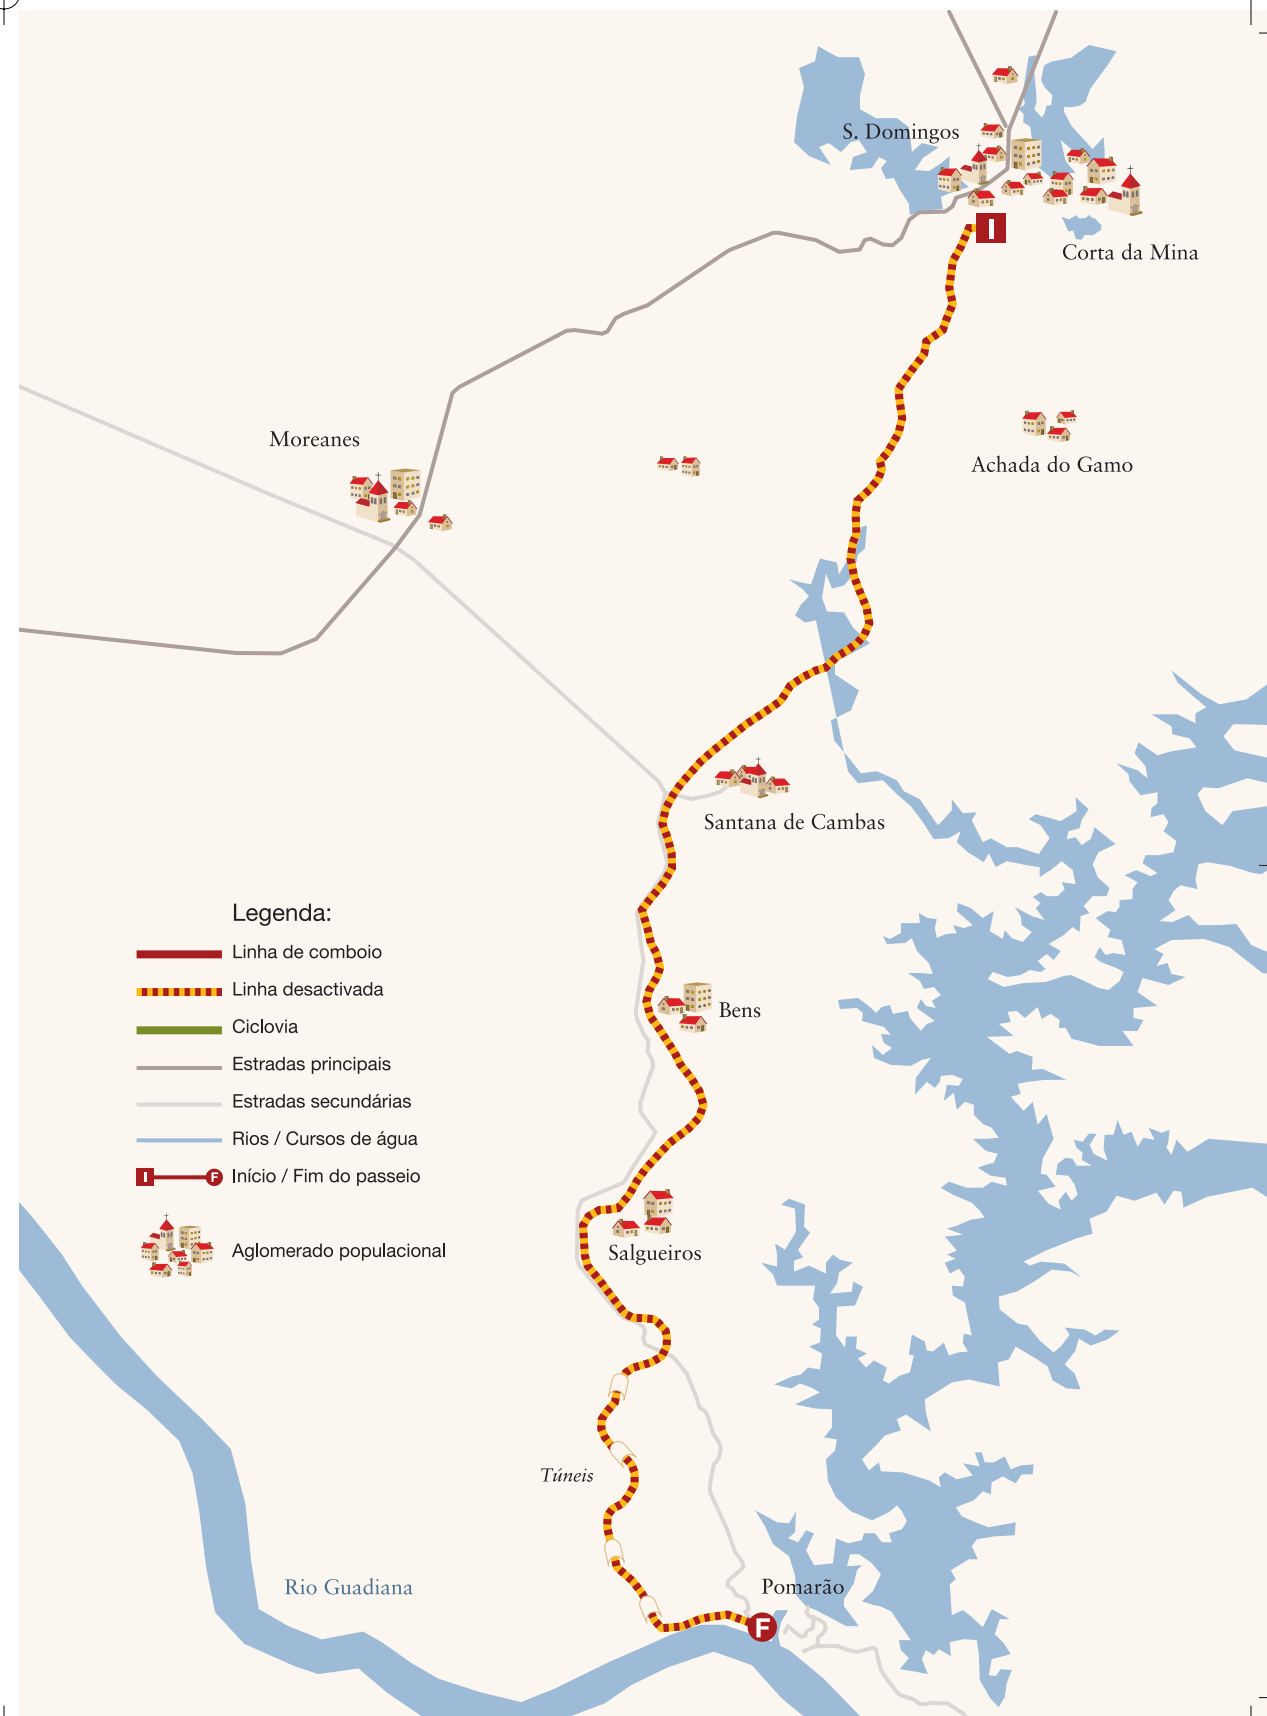 S. Domingos
I
Corta da Mina
Moreanes
Achada do Gamo
Santana de Cambas
Legenda:
Linha de comboio
Linha desactivada
Bens
Ciclovia
Estradas principais
Estradas secundárias
Rios / Cursos de água
I F Início / Fim do passeio
Aglomerado populacional
Salgueiros
Túneis
Rio Guadiana
Pomarão
F